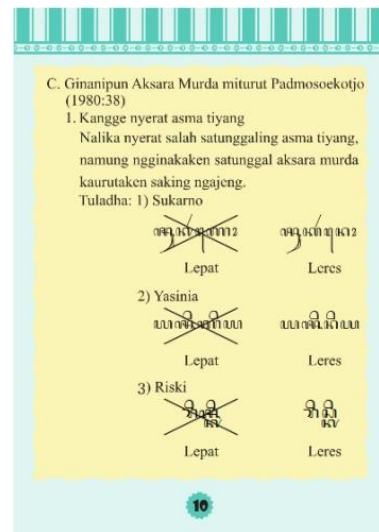 C. Ginanipun Aksara Murda miturut Padmosoekotjo
(1980:38)
1. Kangge nyerat asma tiyang
Nalika nyerat salah satunggaling asma tiyang,
namung ngginakaken satunggal aksara murda
kaurutaken saking ngajeng.
Tuladha: 1) Sukarno
Lepat Leres
2) Yasinia
Lepat Leres
3) Riski
Lepat Leres
10